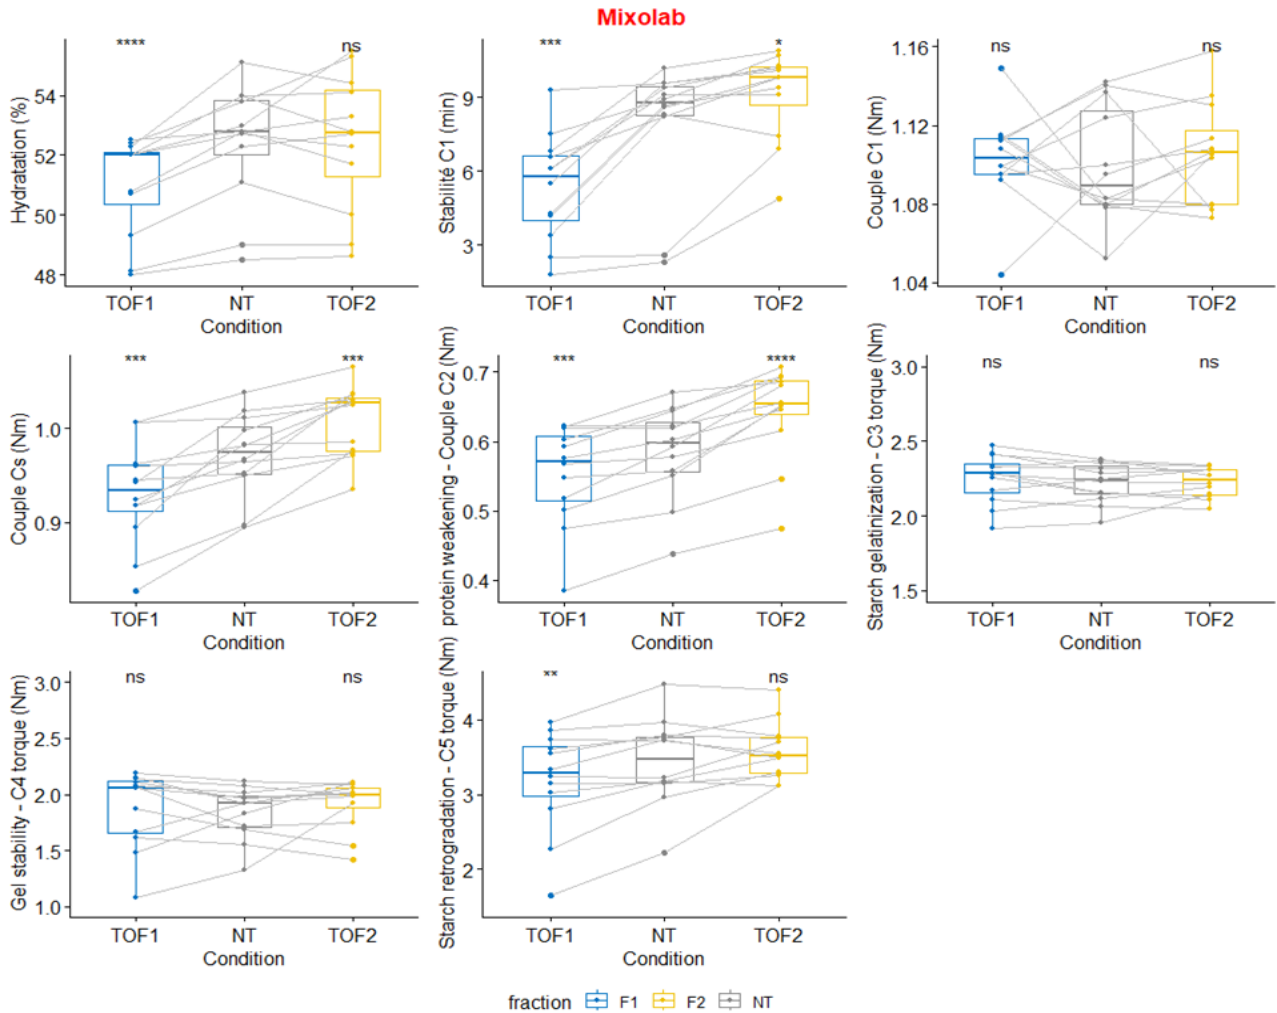 Mixolab
Hydratation (%)
54
52
50
48
****
ns
TOF1 NT TOF2
Condition
Stabilité C1 (min)
9
6
3
***
*
TOF1 NT TOF2
Condition
Couple C1 (Nm)
1.16
1.12
1.08
1.04
ns
ns
TOF1 NT TOF2
Condition
Couple Cs (Nm)
1.0
0.9
***
***
TOF1 NT TOF2
Condition
protein weakening - Couple C2 (Nm)
0.7
0.6
0.5
0.4
***
****
TOF1 NT TOF2
Condition
Starch gelatinization - C3 torque (Nm)
3.0
2.5
2.0
1.5
ns
ns
TOF1 NT TOF2
Condition
Gel stability - C4 torque (Nm)
3.0
2.5
2.0
1.5
1.0
ns
ns
TOF1 NT TOF2
Condition
Starch retrogradation - C5 torque (Nm)
4
3
2
**
ns
TOF1 NT TOF2
Condition
fraction F1 F2 NT